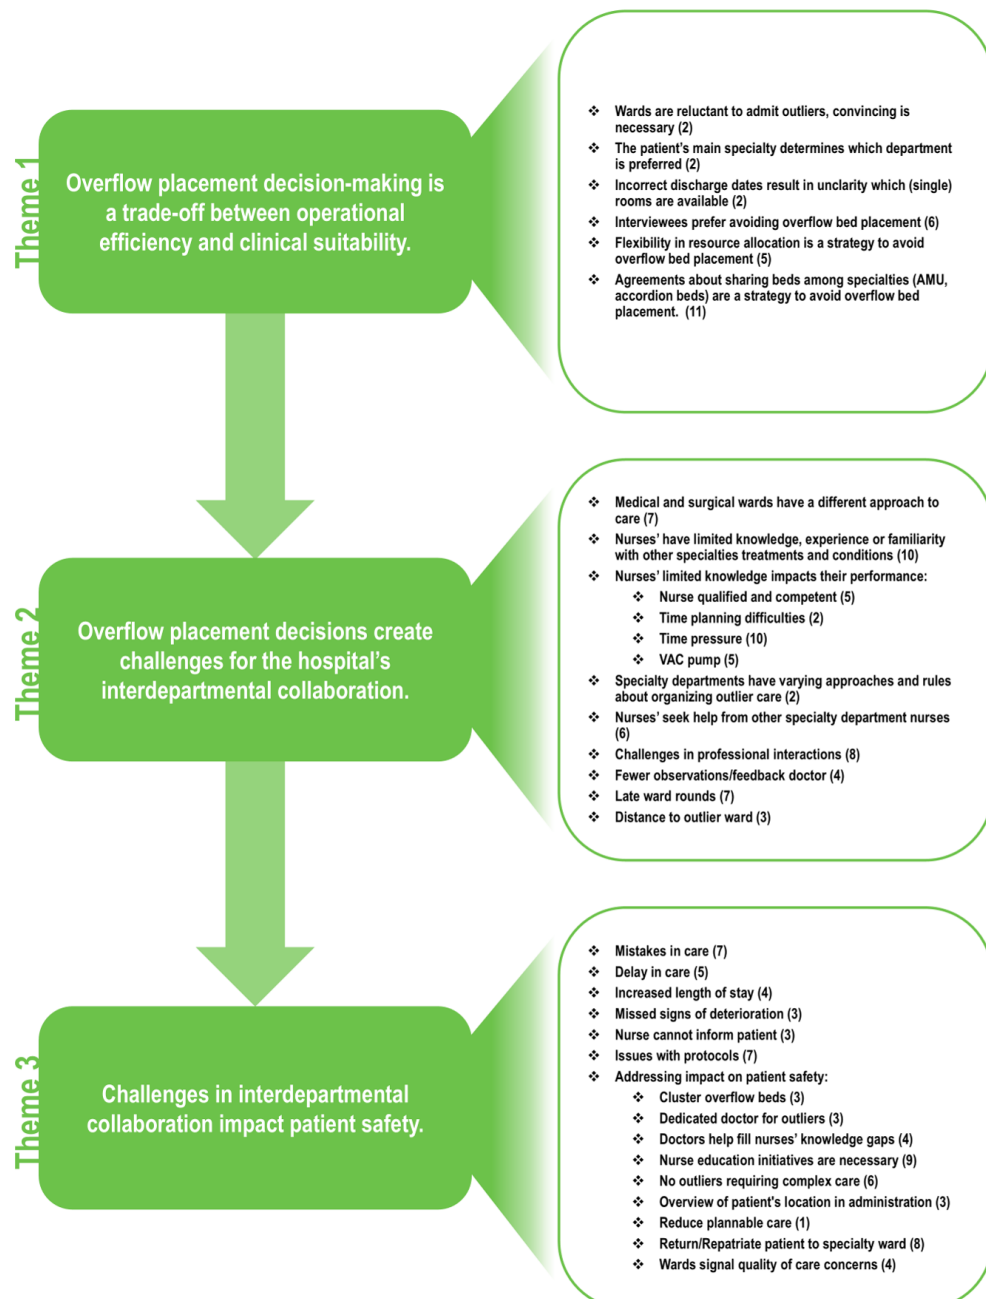 Theme 1
Overflow placement decision-making is
a trade-off between operational
efficiency and clinical suitability.
❖ Wards are reluctant to admit outliers, convincing is
necessary (2)
❖ The patient's main specialty determines which department
is preferred (2)
❖ Incorrect discharge dates result in unclarity which (single)
rooms are available (2)
❖ Interviewees prefer avoiding overflow bed placement (6)
❖ Flexibility in resource allocation is a strategy to avoid
overflow bed placement (5)
❖ Agreements about sharing beds among specialties (AMU,
accordion beds) are a strategy to avoid overflow bed
placement. (11)
Theme 2
Overflow placement decisions create
challenges for the hospital's
interdepartmental collaboration.
❖ Medical and surgical wards have a different approach to
care (7)
❖ Nurses' have limited knowledge, experience or familiarity
with other specialties treatments and conditions (10)
❖ Nurses' limited knowledge impacts their performance:
❖ Nurse qualified and competent (5)
❖ Time planning difficulties (2)
❖ Time pressure (10)
❖ VAC pump (5)
❖ Specialty departments have varying approaches and rules
about organizing outlier care (2)
❖ Nurses' seek help from other specialty department nurses
(6)
❖ Challenges in professional interactions (8)
❖ Fewer observations/feedback doctor (4)
❖ Late ward rounds (7)
❖ Distance to outlier ward (3)
Theme 3
Challenges in interdepartmental
collaboration impact patient safety.
❖ Mistakes in care (7)
❖ Delay in care (5)
❖ Increased length of stay (4)
❖ Missed signs of deterioration (3)
❖ Nurse cannot inform patient (3)
❖ Issues with protocols (7)
❖ Addressing impact on patient safety:
❖ Cluster overflow beds (3)
❖ Dedicated doctor for outliers (3)
❖ Doctors help fill nurses' knowledge gaps (4)
❖ Nurse education initiatives are necessary (9)
❖ No outliers requiring complex care (6)
❖ Overview of patient's location in administration (3)
❖ Reduce plannable care (1)
❖ Return/Repatriate patient to specialty ward (8)
❖ Wards signal quality of care concerns (4)